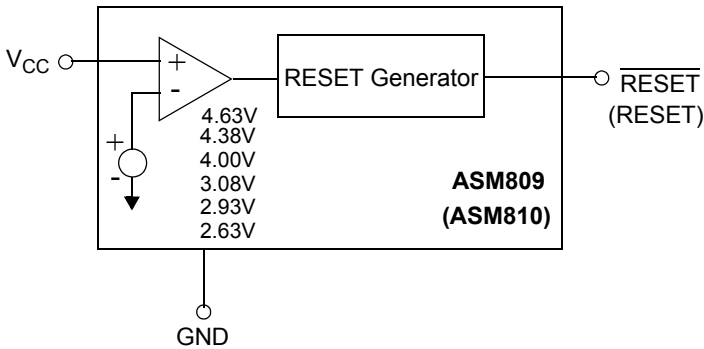 V_CC
+
-
RESET Generator
R̅E̅S̅E̅T̅
(RESET)
+
-
4.63V
4.38V
4.00V
3.08V
2.93V
2.63V
ASM809
(ASM810)
GND